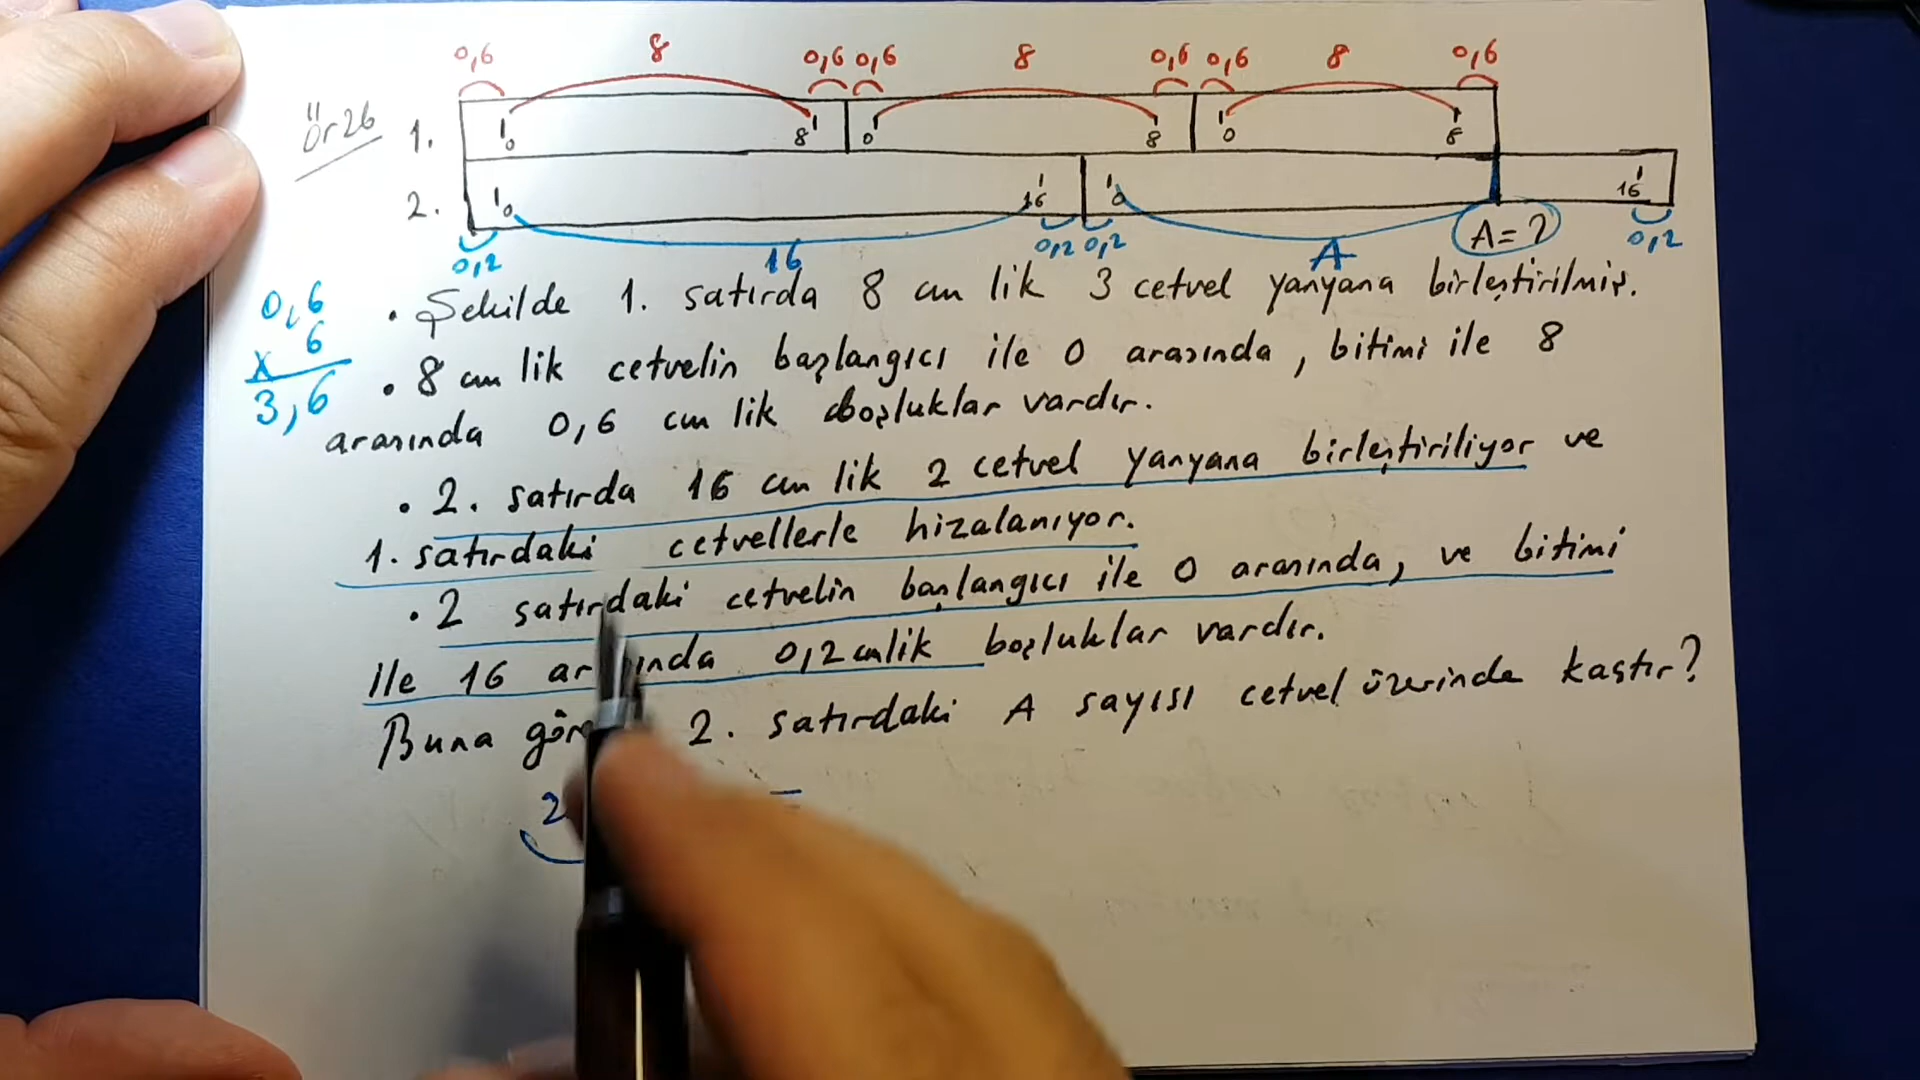 0,6 8 0,6 0,6 8 0,6 0,6 8 0,6
Ör26
1. 0 8 0 8 0 8
2. 0 16 0 16
0,2 16 0,2 0,2 A A=? 0,2
0,6
x 6
3,6
. Şekilde 1. satırda 8 cm lik 3 cetvel yanyana birleştirilmiş.
. 8 cm lik cetvelin başlangıcı ile 0 arasında, bitimi ile 8
arasında 0,6 cm lik boşluklar vardır.
. 2. satırda 16 cm lik 2 cetvel yanyana birleştiriliyor ve
1. satırdaki cetvellerle hizalanıyor.
. 2 satırdaki cetvelin başlangıcı ile 0 arasında, ve bitimi
ile 16 arasında 0,2 cmlik boşluklar vardır.
Buna gör 2. satırdaki A sayısı cetvel üzerinde kaçtır?
2 =